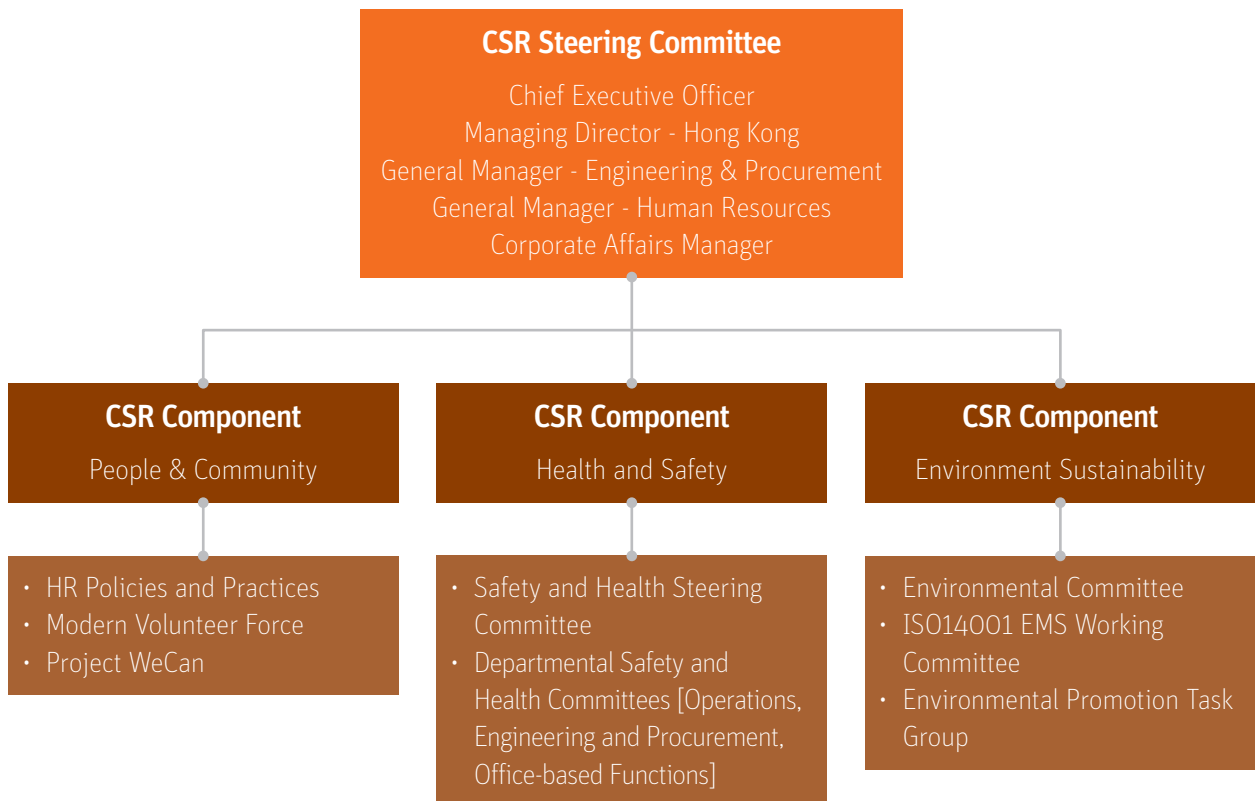 CSR Steering Committee
Chief Executive Officer
Managing Director - Hong Kong
General Manager - Engineering & Procurement
General Manager - Human Resources
Corporate Affairs Manager
CSR Component
People & Community
• HR Policies and Practices
• Modern Volunteer Force
• Project WeCan
CSR Component
Health and Safety
• Safety and Health Steering
Committee
• Departmental Safety and
Health Committees [Operations,
Engineering and Procurement,
Office-based Functions]
CSR Component
Environment Sustainability
• Environmental Committee
• ISO14001 EMS Working
Committee
• Environmental Promotion Task
Group